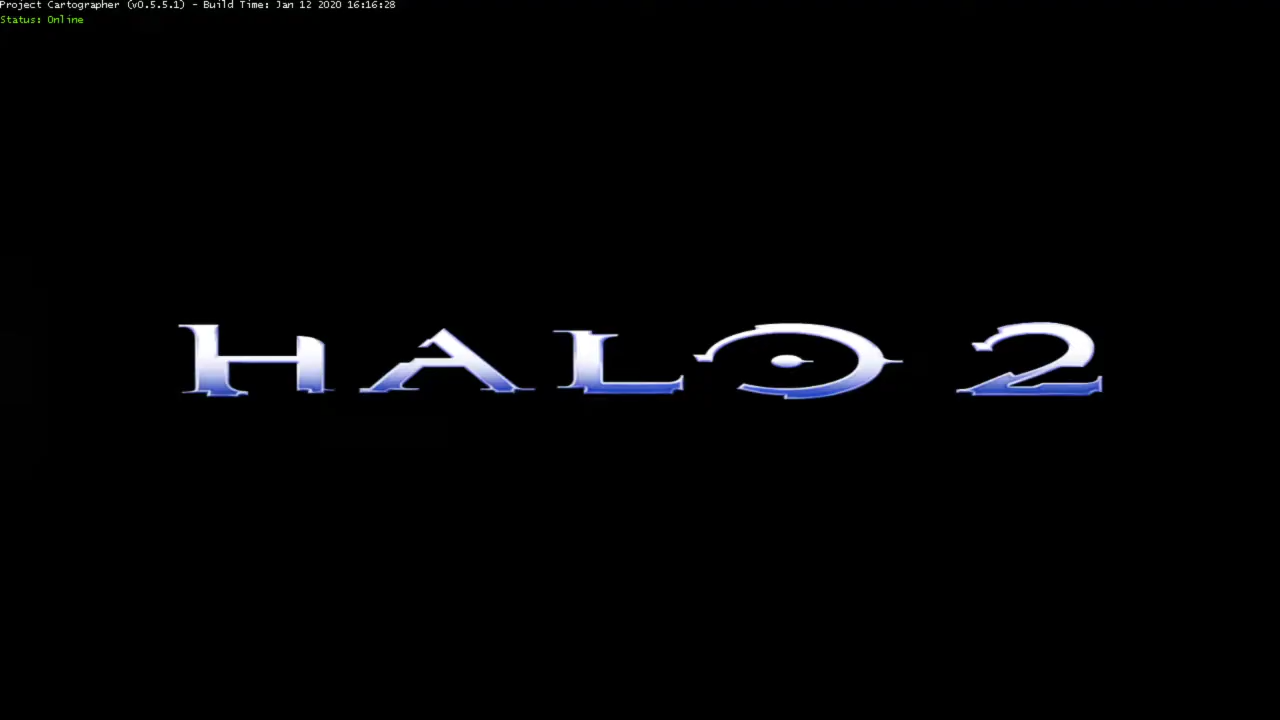 Project Cartographer (v0.5.5.1) - Build Time: Jan 12 2020 16:16:28
Status: Online
HALO 2